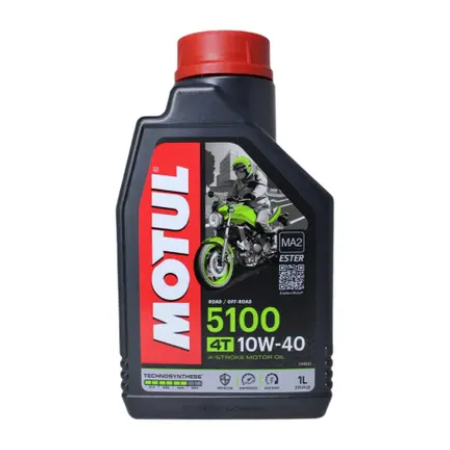 MOTUL
MA2
ESTER
ROAD / OFF-ROAD
5100
4T 10W-40
4-STROKE MOTOR OIL
TECHNOSYNTHESE
1L